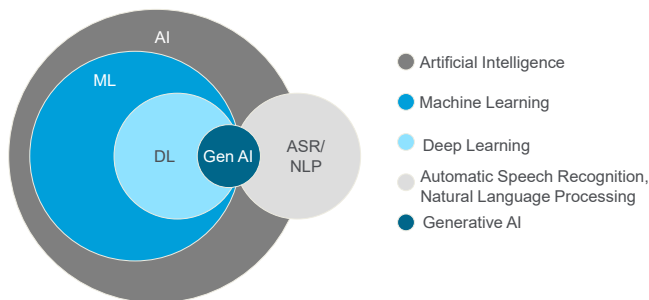 AI
ML
DL
Gen AI
ASR/
NLP
Artificial Intelligence
Machine Learning
Deep Learning
Automatic Speech Recognition,
Natural Language Processing
Generative AI